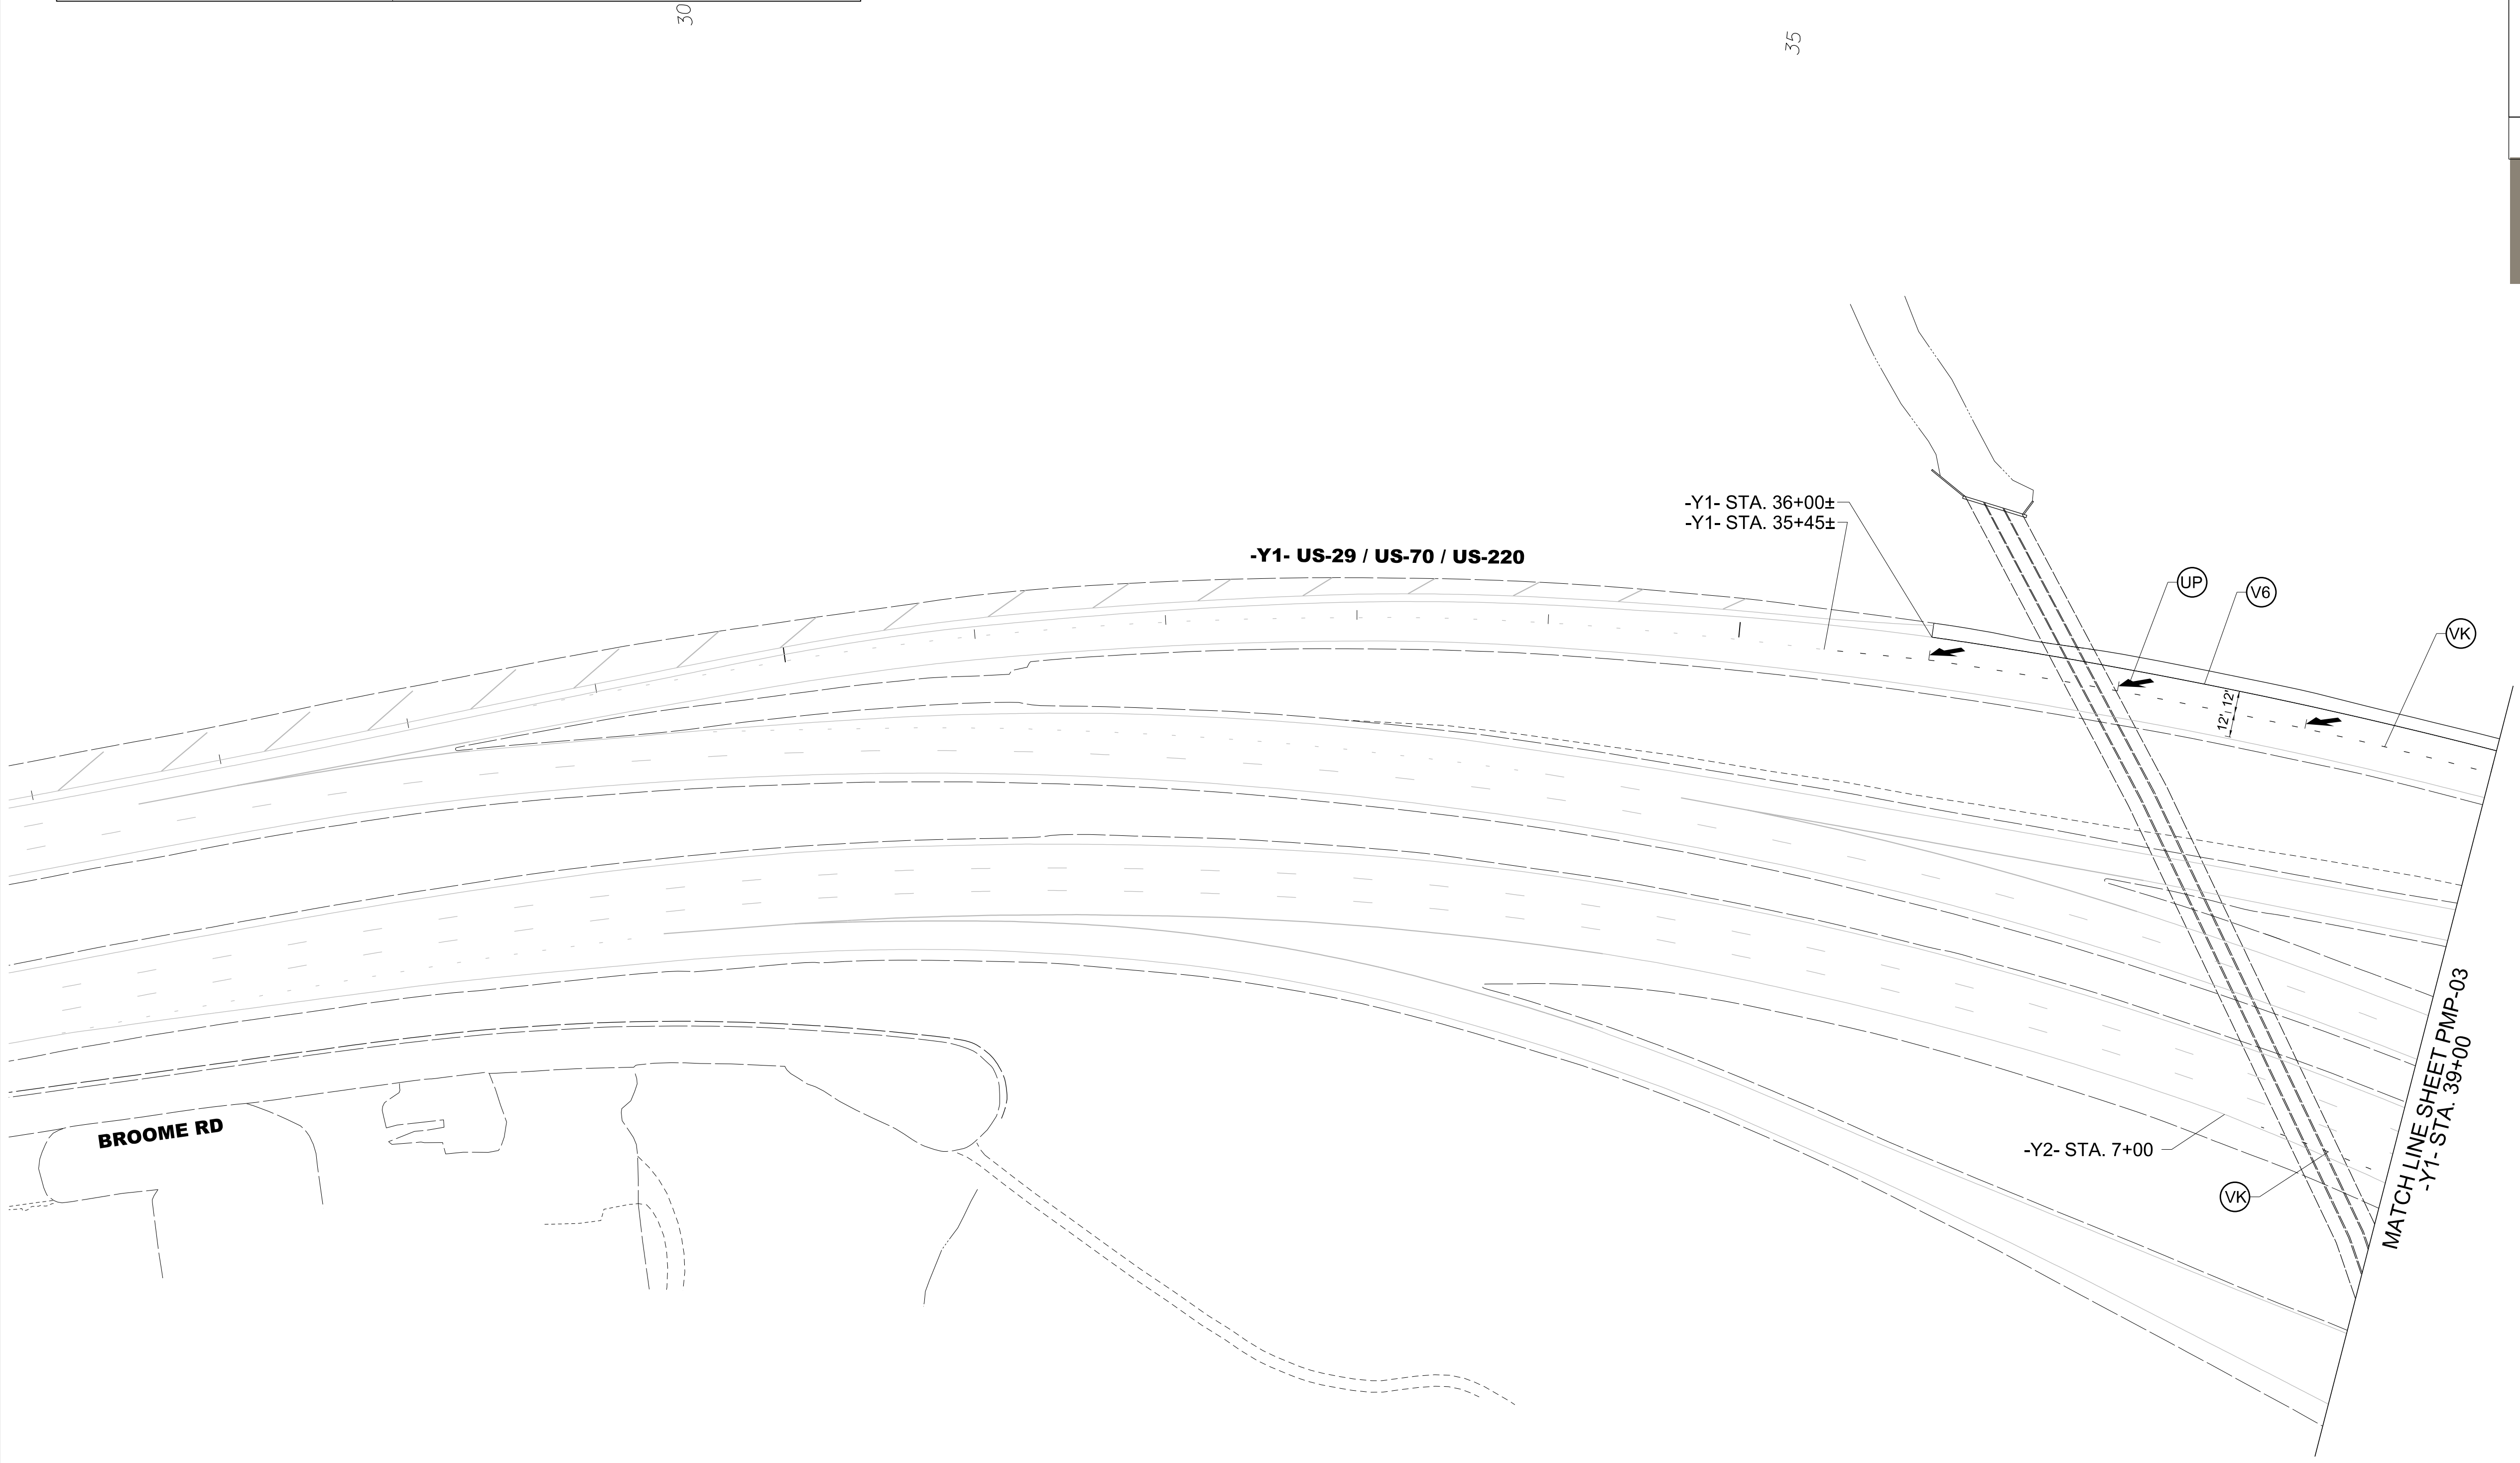 30
35
-Y1- STA. 36+00±
-Y1- STA. 35+45±
-Y1- US-29 / US-70 / US-220
UP
V6
VK
12' 12'
MATCH LINE SHEET PMP-03
-Y1- STA. 39+00
BROOME RD
-Y2- STA. 7+00
VK